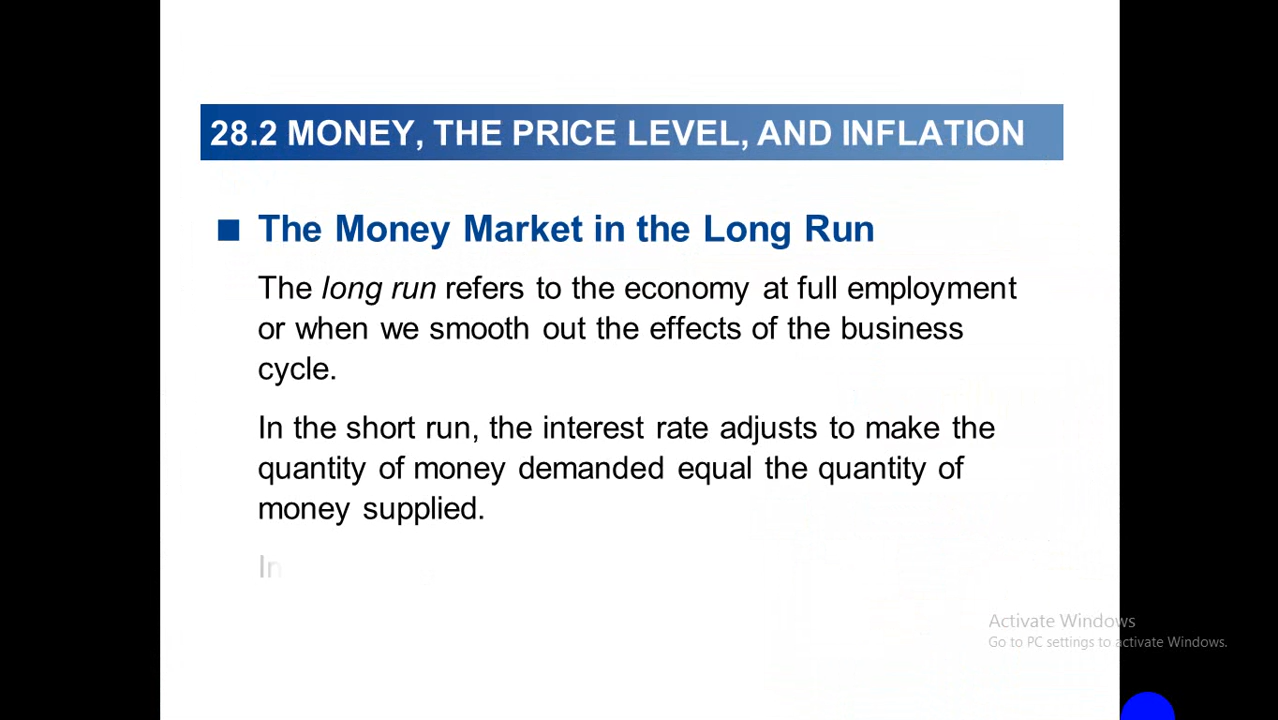 28.2 MONEY, THE PRICE LEVEL, AND INFLATION
The Money Market in the Long Run
The long run refers to the economy at full employment
or when we smooth out the effects of the business
cycle.
In the short run, the interest rate adjusts to make the
quantity of money demanded equal the quantity of
money supplied.
In
Activate Windows
Go to PC settings to activate Windows.